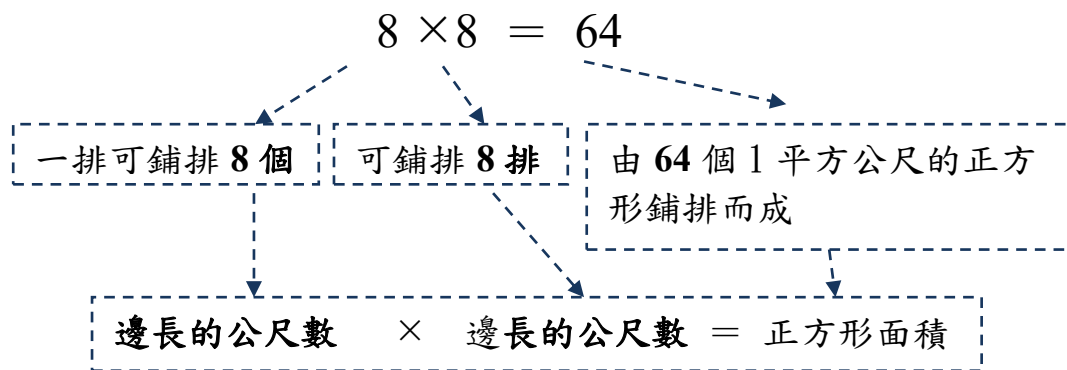 8 ×8 = 64
一排可鋪排 8 個
可鋪排 8 排
由 64 個 1 平方公尺的正方
形鋪排而成
邊長的公尺數 × 邊長的公尺數 = 正方形面積